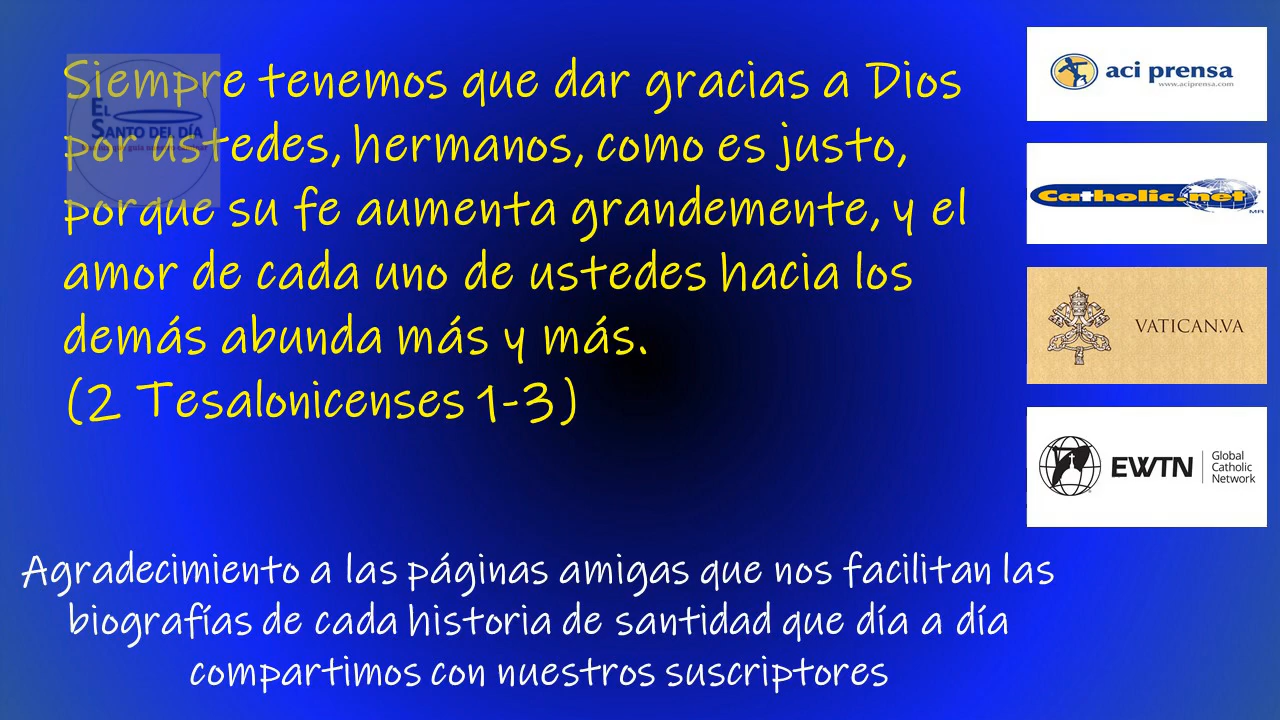 Siempre tenemos que dar gracias a Dios
por ustedes, hermanos, como es justo,
porque su fe aumenta grandemente, y el
amor de cada uno de ustedes hacia los
demás abunda más y más.
(2 Tesalonicenses 1-3)
EL
SANTO DEL DÍA
aci prensa
www.aciprensa.com
Catholic.net
MR
VATICAN.VA
EWTN
Global
Catholic
Network
Agradecimiento a las páginas amigas que nos facilitan las
biografías de cada historia de santidad que día a día
compartimos con nuestros suscriptores